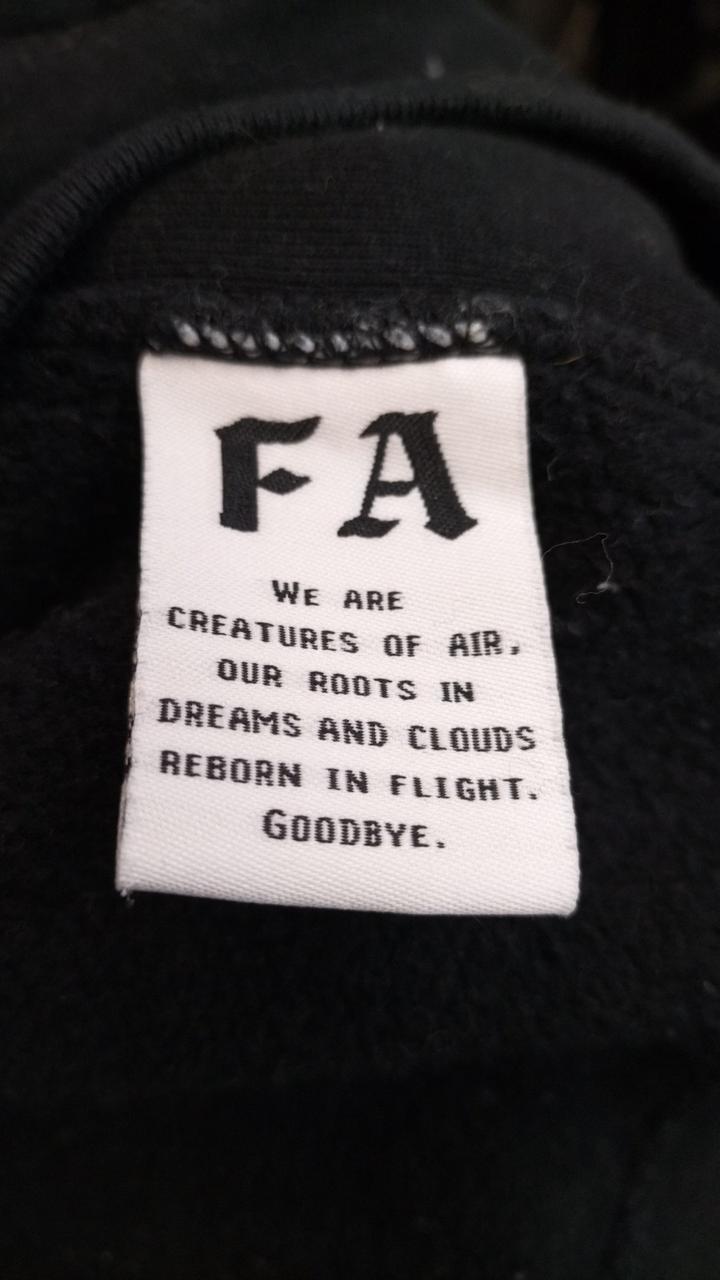 FA
WE ARE
CREATURES OF AIR,
OUR ROOTS IN
DREAMS AND CLOUDS
REBORN IN FLIGHT.
GOODBYE.